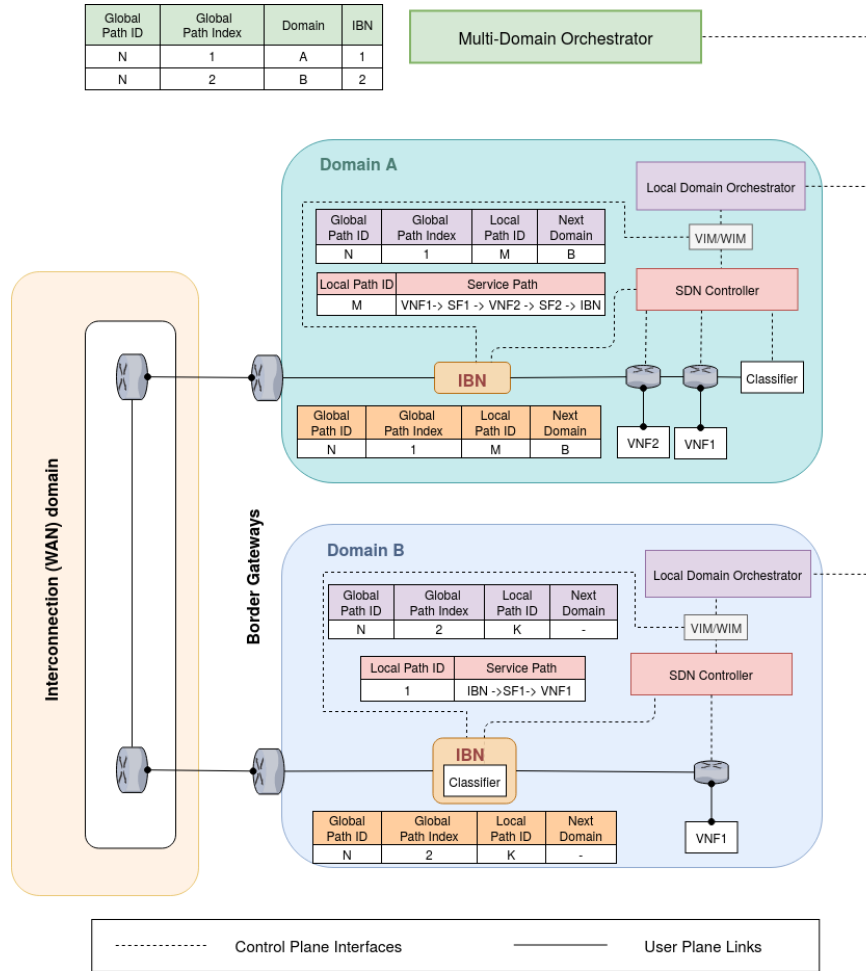 Global Path ID Global Path Index Domain IBN
N 1 A 1
N 2 B 2
Multi-Domain Orchestrator
Domain A
Local Domain Orchestrator
VIM/WIM
SDN Controller
Global Path ID Global Path Index Local Path ID Next Domain
N 1 M B
Local Path ID Service Path
M VNF1-> SF1 -> VNF2 -> SF2 -> IBN
IBN
Classifier
VNF2 VNF1
Global Path ID Global Path Index Local Path ID Next Domain
N 1 M B
Interconnection (WAN) domain
Border Gateways
Domain B
Local Domain Orchestrator
VIM/WIM
SDN Controller
Global Path ID Global Path Index Local Path ID Next Domain
N 2 K -
Local Path ID Service Path
1 IBN ->SF1-> VNF1
IBN
Classifier
VNF1
Global Path ID Global Path Index Local Path ID Next Domain
N 2 K -
Control Plane Interfaces User Plane Links